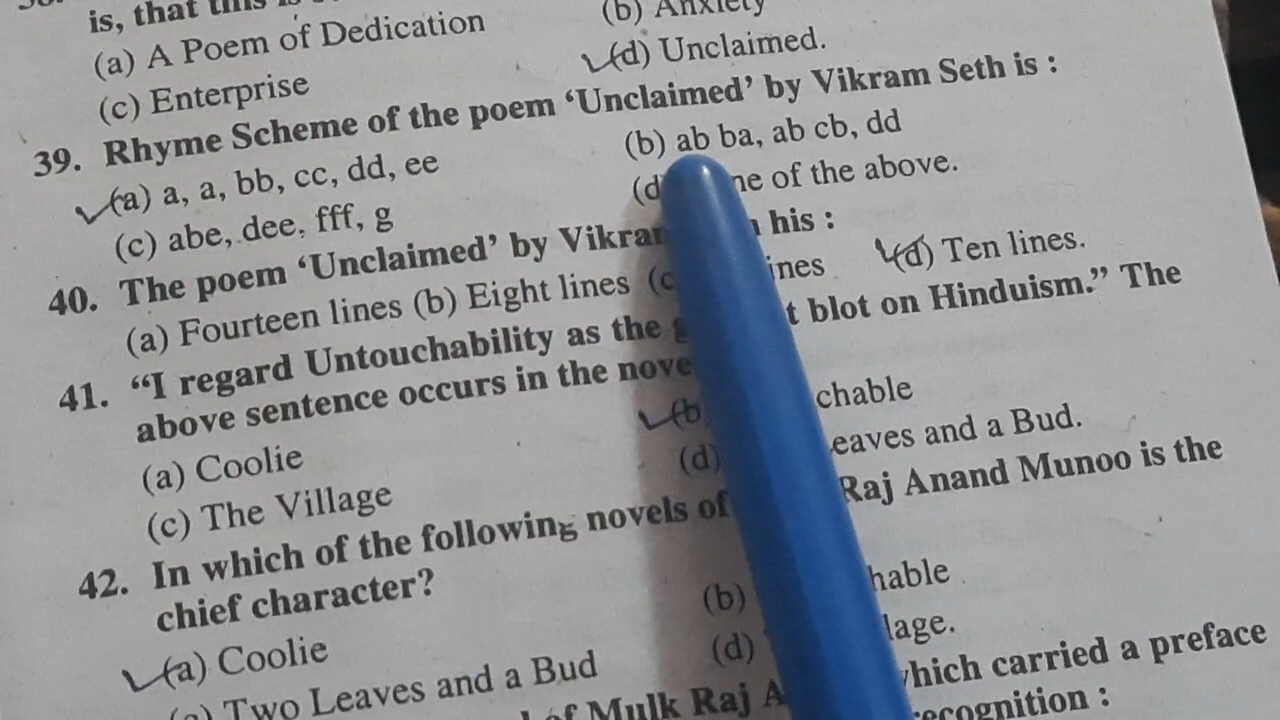 is, that this is
(a) A Poem of Dedication (b) Anxiety
(c) Enterprise (d) Unclaimed.
39. Rhyme Scheme of the poem ‘Unclaimed’ by Vikram Seth is :
(a) a, a, bb, cc, dd, ee (b) ab ba, ab cb, dd
(c) abe, dee, fff, g (d) ne of the above.
40. The poem ‘Unclaimed’ by Vikra his :
(a) Fourteen lines (b) Eight lines (c ines (d) Ten lines.
41. “I regard Untouchability as the g t blot on Hinduism.” The
above sentence occurs in the nove
(a) Coolie (b chable
(c) The Village (d) eaves and a Bud.
42. In which of the following novels of Raj Anand Munoo is the
chief character?
(a) Coolie (b) hable
Two Leaves and a Bud (d) lage.
of Mulk Raj A which carried a preface
recognition :